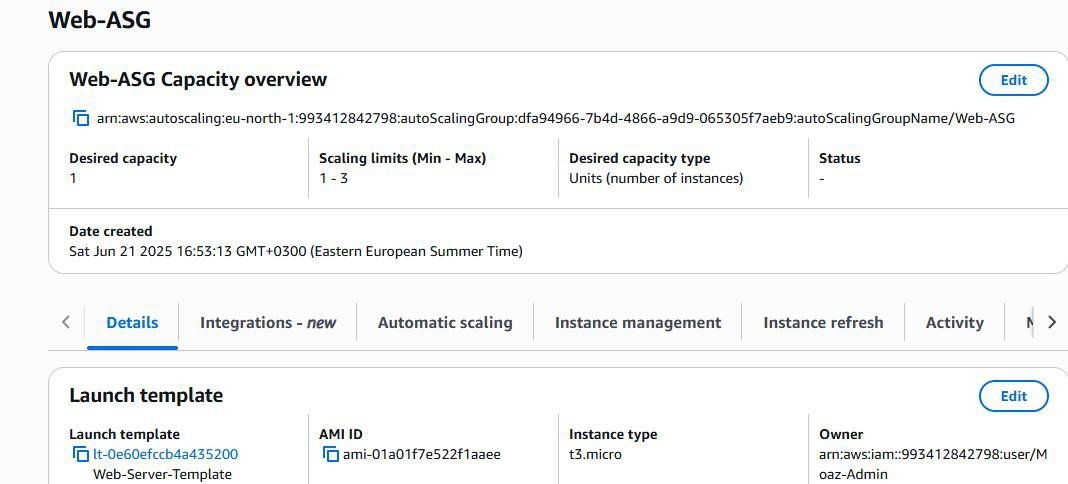 Web-ASG
Web-ASG Capacity overview
Edit
arn:aws:autoscaling:eu-north-1:993412842798:autoScalingGroup:dfa94966-7b4d-4866-a9d9-065305f7aeb9:autoScalingGroupName/Web-ASG
Desired capacity
1
Scaling limits (Min - Max)
1 - 3
Desired capacity type
Units (number of instances)
Status
-
Date created
Sat Jun 21 2025 16:53:13 GMT+0300 (Eastern European Summer Time)
Details
Integrations - new
Automatic scaling
Instance management
Instance refresh
Activity
Launch template
Edit
Launch template
lt-0e60efccb4a435200
Web-Server-Template
AMI ID
ami-01a01f7e522f1aaee
Instance type
t3.micro
Owner
arn:aws:iam::993412842798:user/M
oaz-Admin